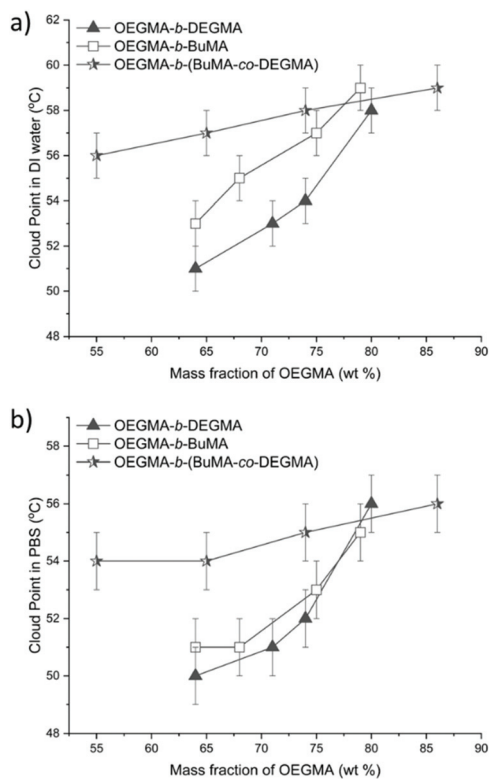 a)
OEGMA-b-DEGMA
OEGMA-b-BuMA
OEGMA-b-(BuMA-co-DEGMA)
Cloud Point in DI water (ºC)
62
60
58
56
54
52
50
48
55 60 65 70 75 80 85 90
Mass fraction of OEGMA (wt %)
b)
OEGMA-b-DEGMA
OEGMA-b-BuMA
OEGMA-b-(BuMA-co-DEGMA)
Cloud Point in PBS (ºC)
58
56
54
52
50
48
55 60 65 70 75 80 85 90
Mass fraction of OEGMA (wt %)